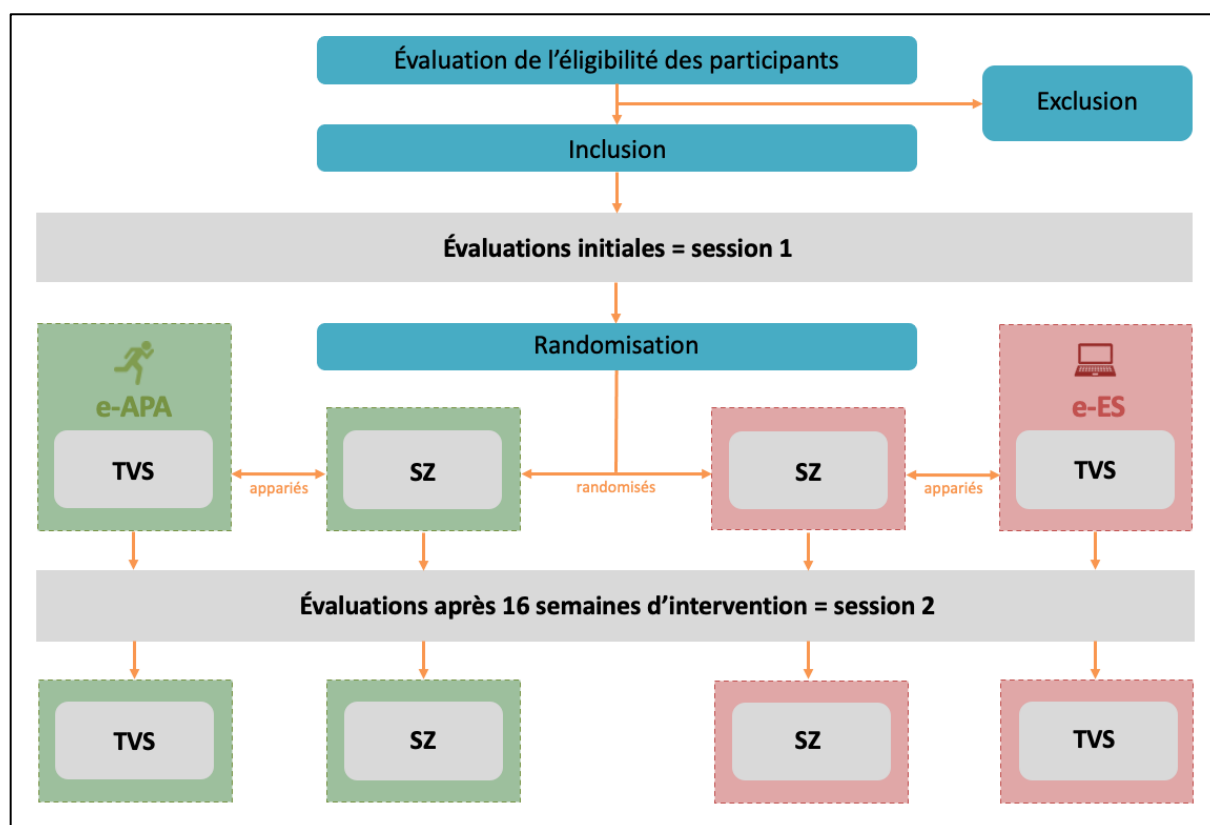 Évaluation de l’éligibilité des participants
Exclusion
Inclusion
Évaluations initiales = session 1
Randomisation
e-APA
e-ES
TVS
SZ
SZ
TVS
appariés
randomisés
appariés
Évaluations après 16 semaines d’intervention = session 2
TVS
SZ
SZ
TVS